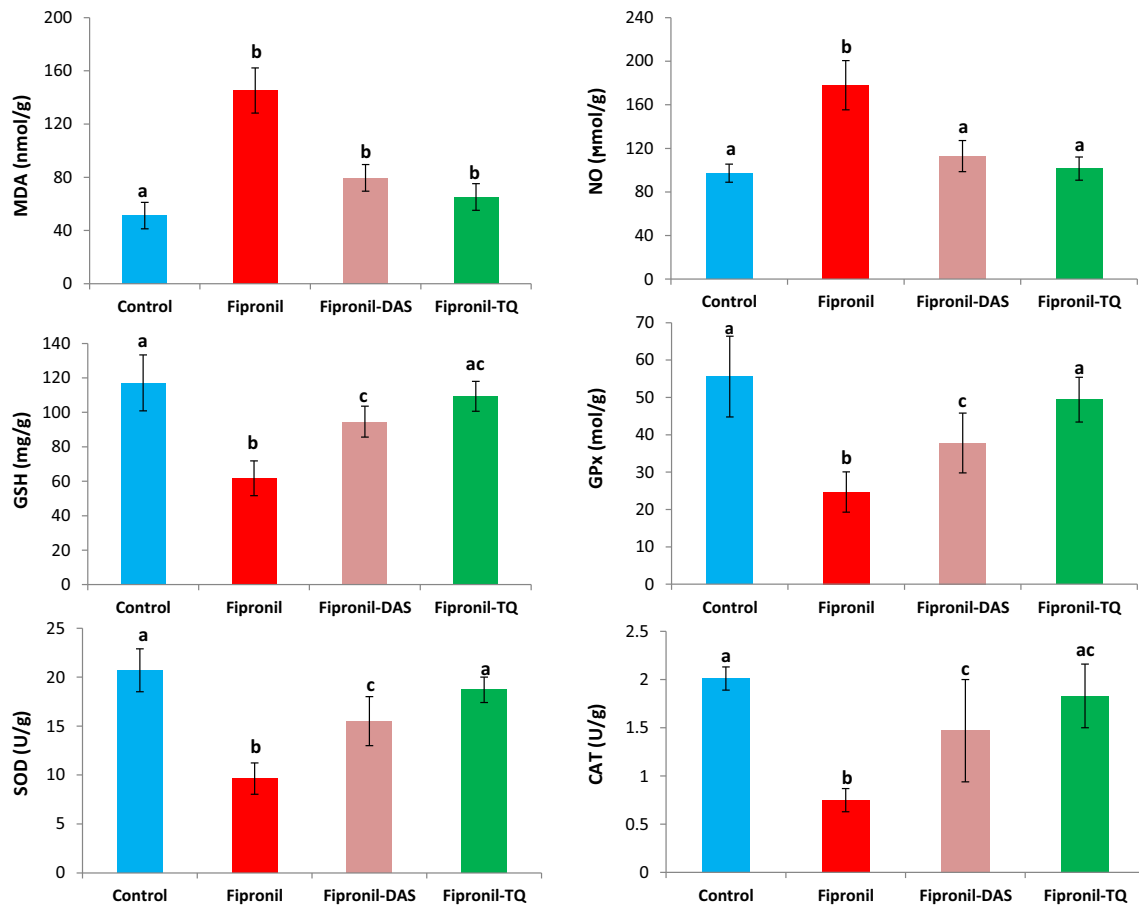 MDA (nmol/g)
200
160
120
80
40
0
a
b
b
b
Control Fipronil Fipronil-DAS Fipronil-TQ
NO (мmol/g)
240
200
160
120
80
40
0
a
b
a
a
Control Fipronil Fipronil-DAS Fipronil-TQ
GSH (mg/g)
140
120
100
80
60
40
20
0
a
b
c
ac
Control Fipronil Fipronil-DAS Fipronil-TQ
GPx (mol/g)
70
60
50
40
30
20
10
0
a
b
c
a
Control Fipronil Fipronil-DAS Fipronil-TQ
SOD (U/g)
25
20
15
10
5
0
a
b
c
a
Control Fipronil Fipronil-DAS Fipronil-TQ
CAT (U/g)
2.5
2
1.5
1
0.5
0
a
b
c
ac
Control Fipronil Fipronil-DAS Fipronil-TQ